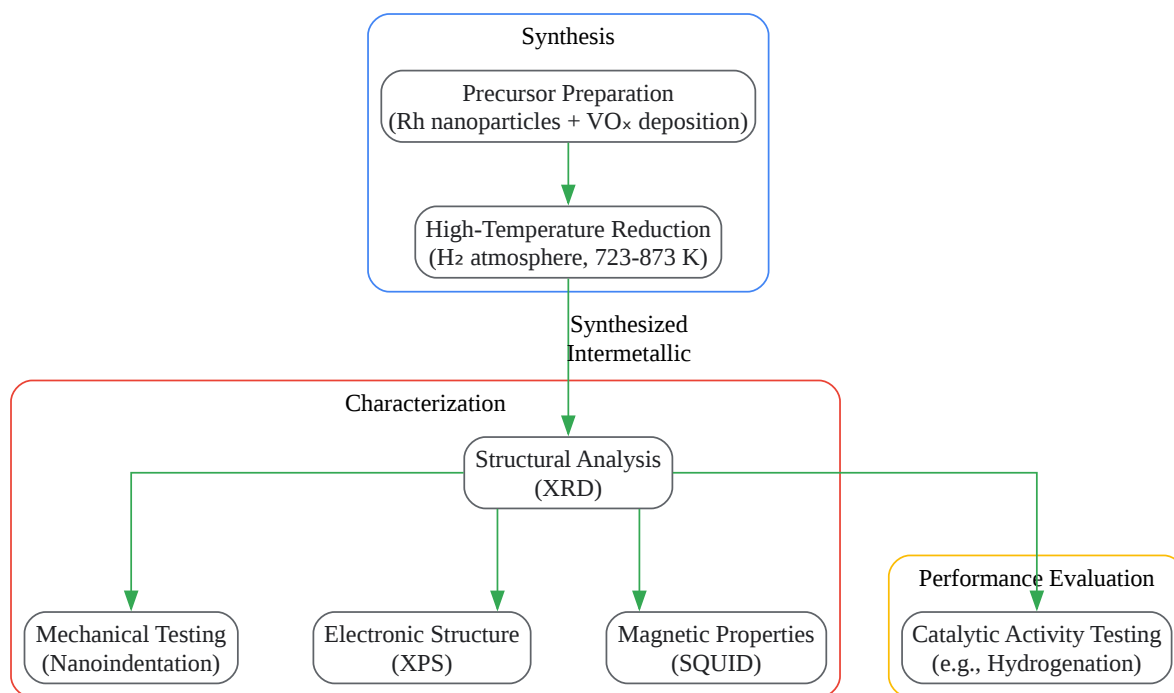 Synthesis
Precursor Preparation
(Rh nanoparticles + VOₓ deposition)
High-Temperature Reduction
(H₂ atmosphere, 723-873 K)
Synthesized
Intermetallic
Characterization
Structural Analysis
(XRD)
Mechanical Testing
(Nanoindentation)
Electronic Structure
(XPS)
Magnetic Properties
(SQUID)
Performance Evaluation
Catalytic Activity Testing
(e.g., Hydrogenation)